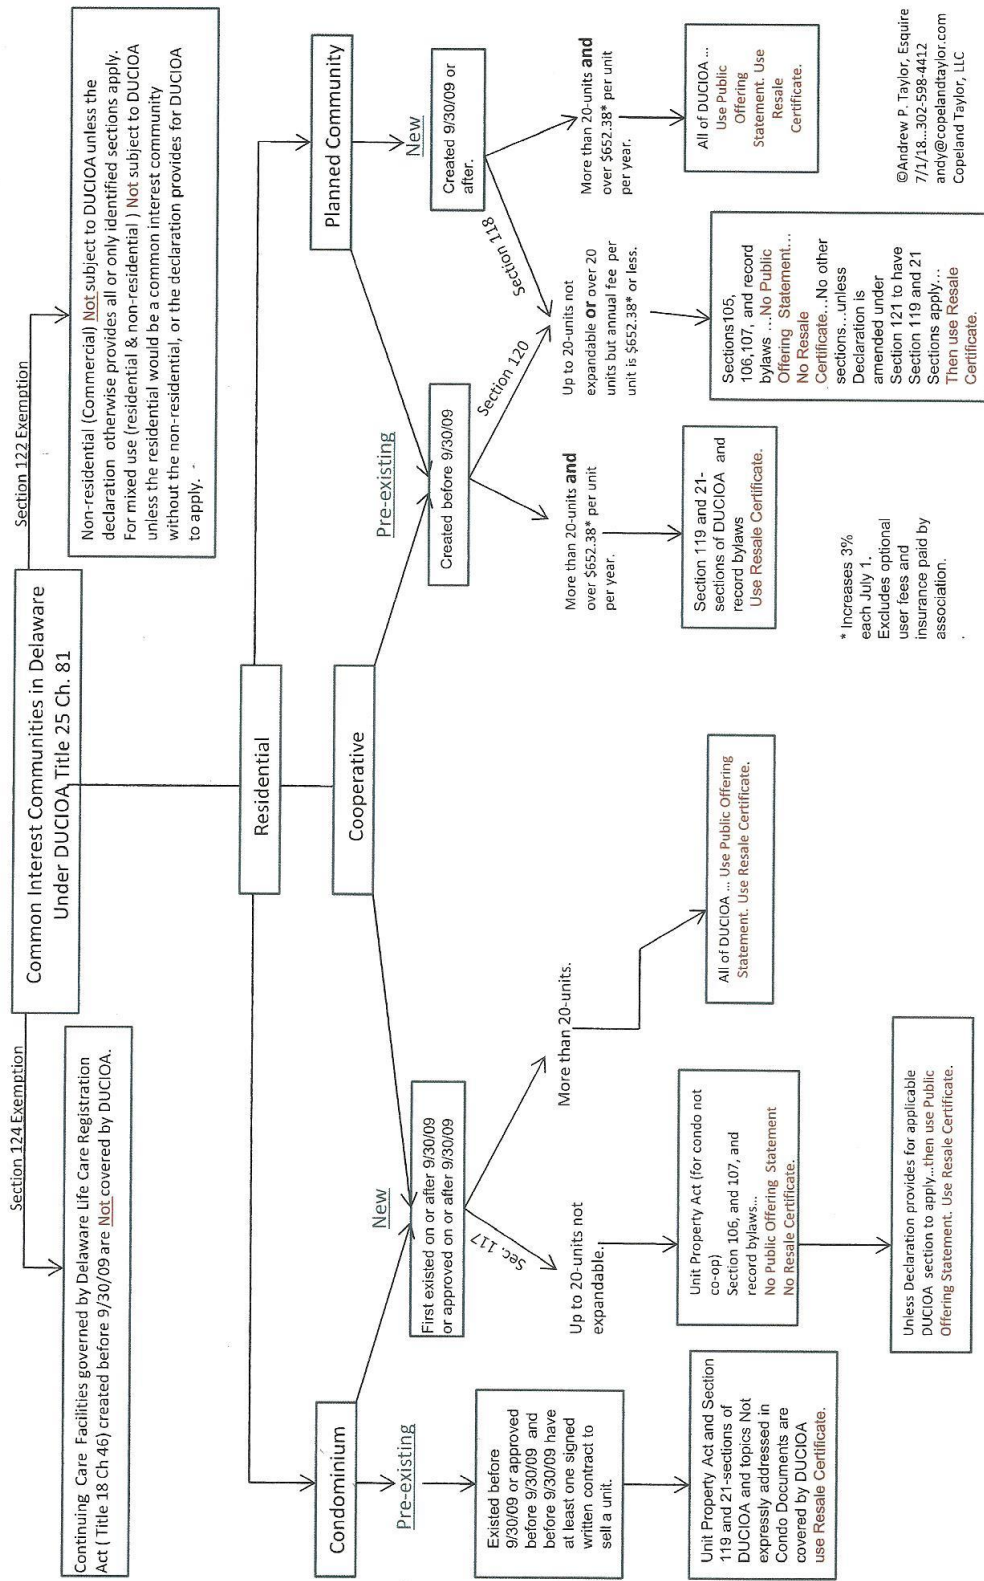 Common Interest Communities in Delaware
Under DUCIOA Title 25 Ch. 81
Section 124 Exemption
Section 122 Exemption
Continuing Care Facilities governed by Delaware Life Care Registration
Act ( Title 18 Ch 46) created before 9/30/09 are Not covered by DUCIOA.
Non-residential (Commercial) Not subject to DUCIOA unless the
declaration otherwise provides all or only identified sections apply.
For mixed use (residential & non-residential ) Not subject to DUCIOA
unless the residential would be a common interest community
without the non-residential, or the declaration provides for DUCIOA
to apply.
Residential
Condominium
Cooperative
Planned Community
Pre-existing
New
Pre-existing
New
Existed before
9/30/09 or approved
before 9/30/09 and
before 9/30/09 have
at least one signed
written contract to
sell a unit.
First existed on or after 9/30/09
or approved on or after 9/30/09
Created before 9/30/09
Created 9/30/09 or
after.
Sec. 117
Section 120
Section 118
Up to 20-units not
expandable.
More than 20-units.
More than 20-units and
over $652.38* per unit
per year.
Up to 20-units not
expandable or over 20
units but annual fee per
unit is $652.38* or less.
More than 20-units and
over $652.38* per unit
per year.
Unit Property Act and Section
119 and 21-sections of
DUCIOA and topics Not
expressly addressed in
Condo Documents are
covered by DUCIOA
use Resale Certificate.
Unit Property Act (for condo not
co-op)
Section 106, and 107, and
record bylaws...
No Public Offering Statement
No Resale Certificate.
All of DUCIOA ... Use Public Offering
Statement. Use Resale Certificate.
Section 119 and 21-
sections of DUCIOA and
record bylaws
Use Resale Certificate.
Sections105,
106,107, and record
bylaws ...No Public
Offering Statement...
No Resale
Certificate...No other
sections...unless
Declaration is
amended under
Section 121 to have
Section 119 and 21
Sections apply...
Then use Resale
Certificate.
All of DUCIOA ...
Use Public
Offering
Statement. Use
Resale
Certificate.
Unless Declaration provides for applicable
DUCIOA section to apply...then use Public
Offering Statement. Use Resale Certificate.
* Increases 3%
each July 1.
Excludes optional
user fees and
insurance paid by
association.
.
©Andrew P. Taylor, Esquire
7/1/18...302-598-4412
andy@copelandtaylor.com
Copeland Taylor, LLC